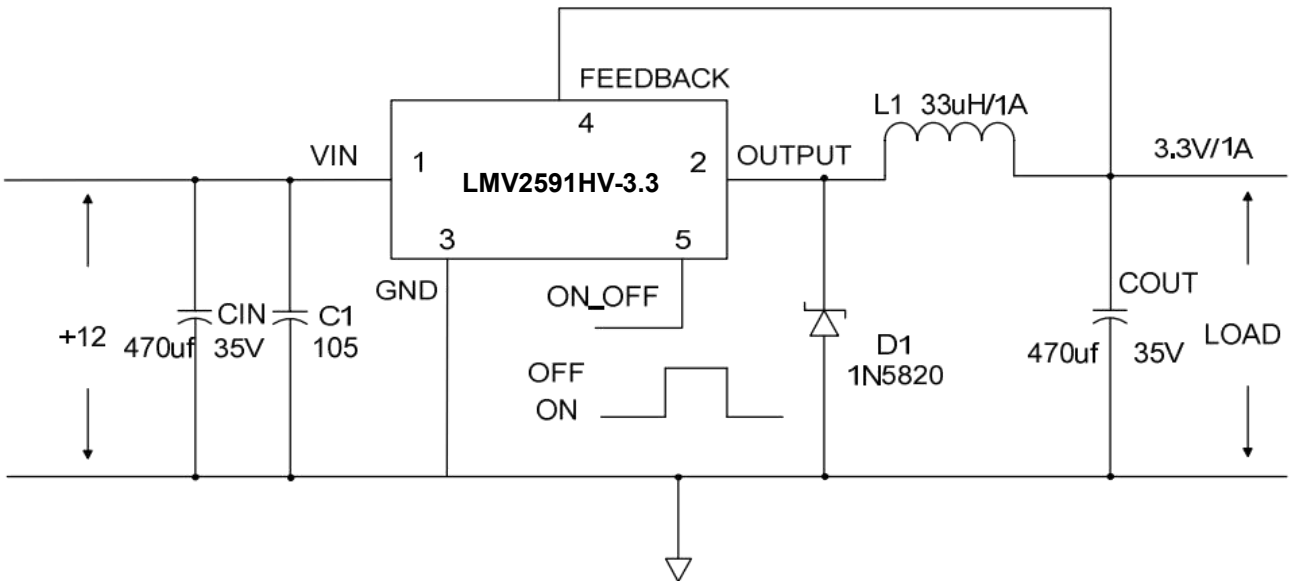 FEEDBACK
4
L1 33uH/1A
VIN
1
LMV2591HV-3.3
2
OUTPUT
3.3V/1A
3
5
GND
ON_OFF
+12
CIN
470uf 35V
C1
105
OFF
ON
D1
1N5820
COUT
470uf 35V
LOAD